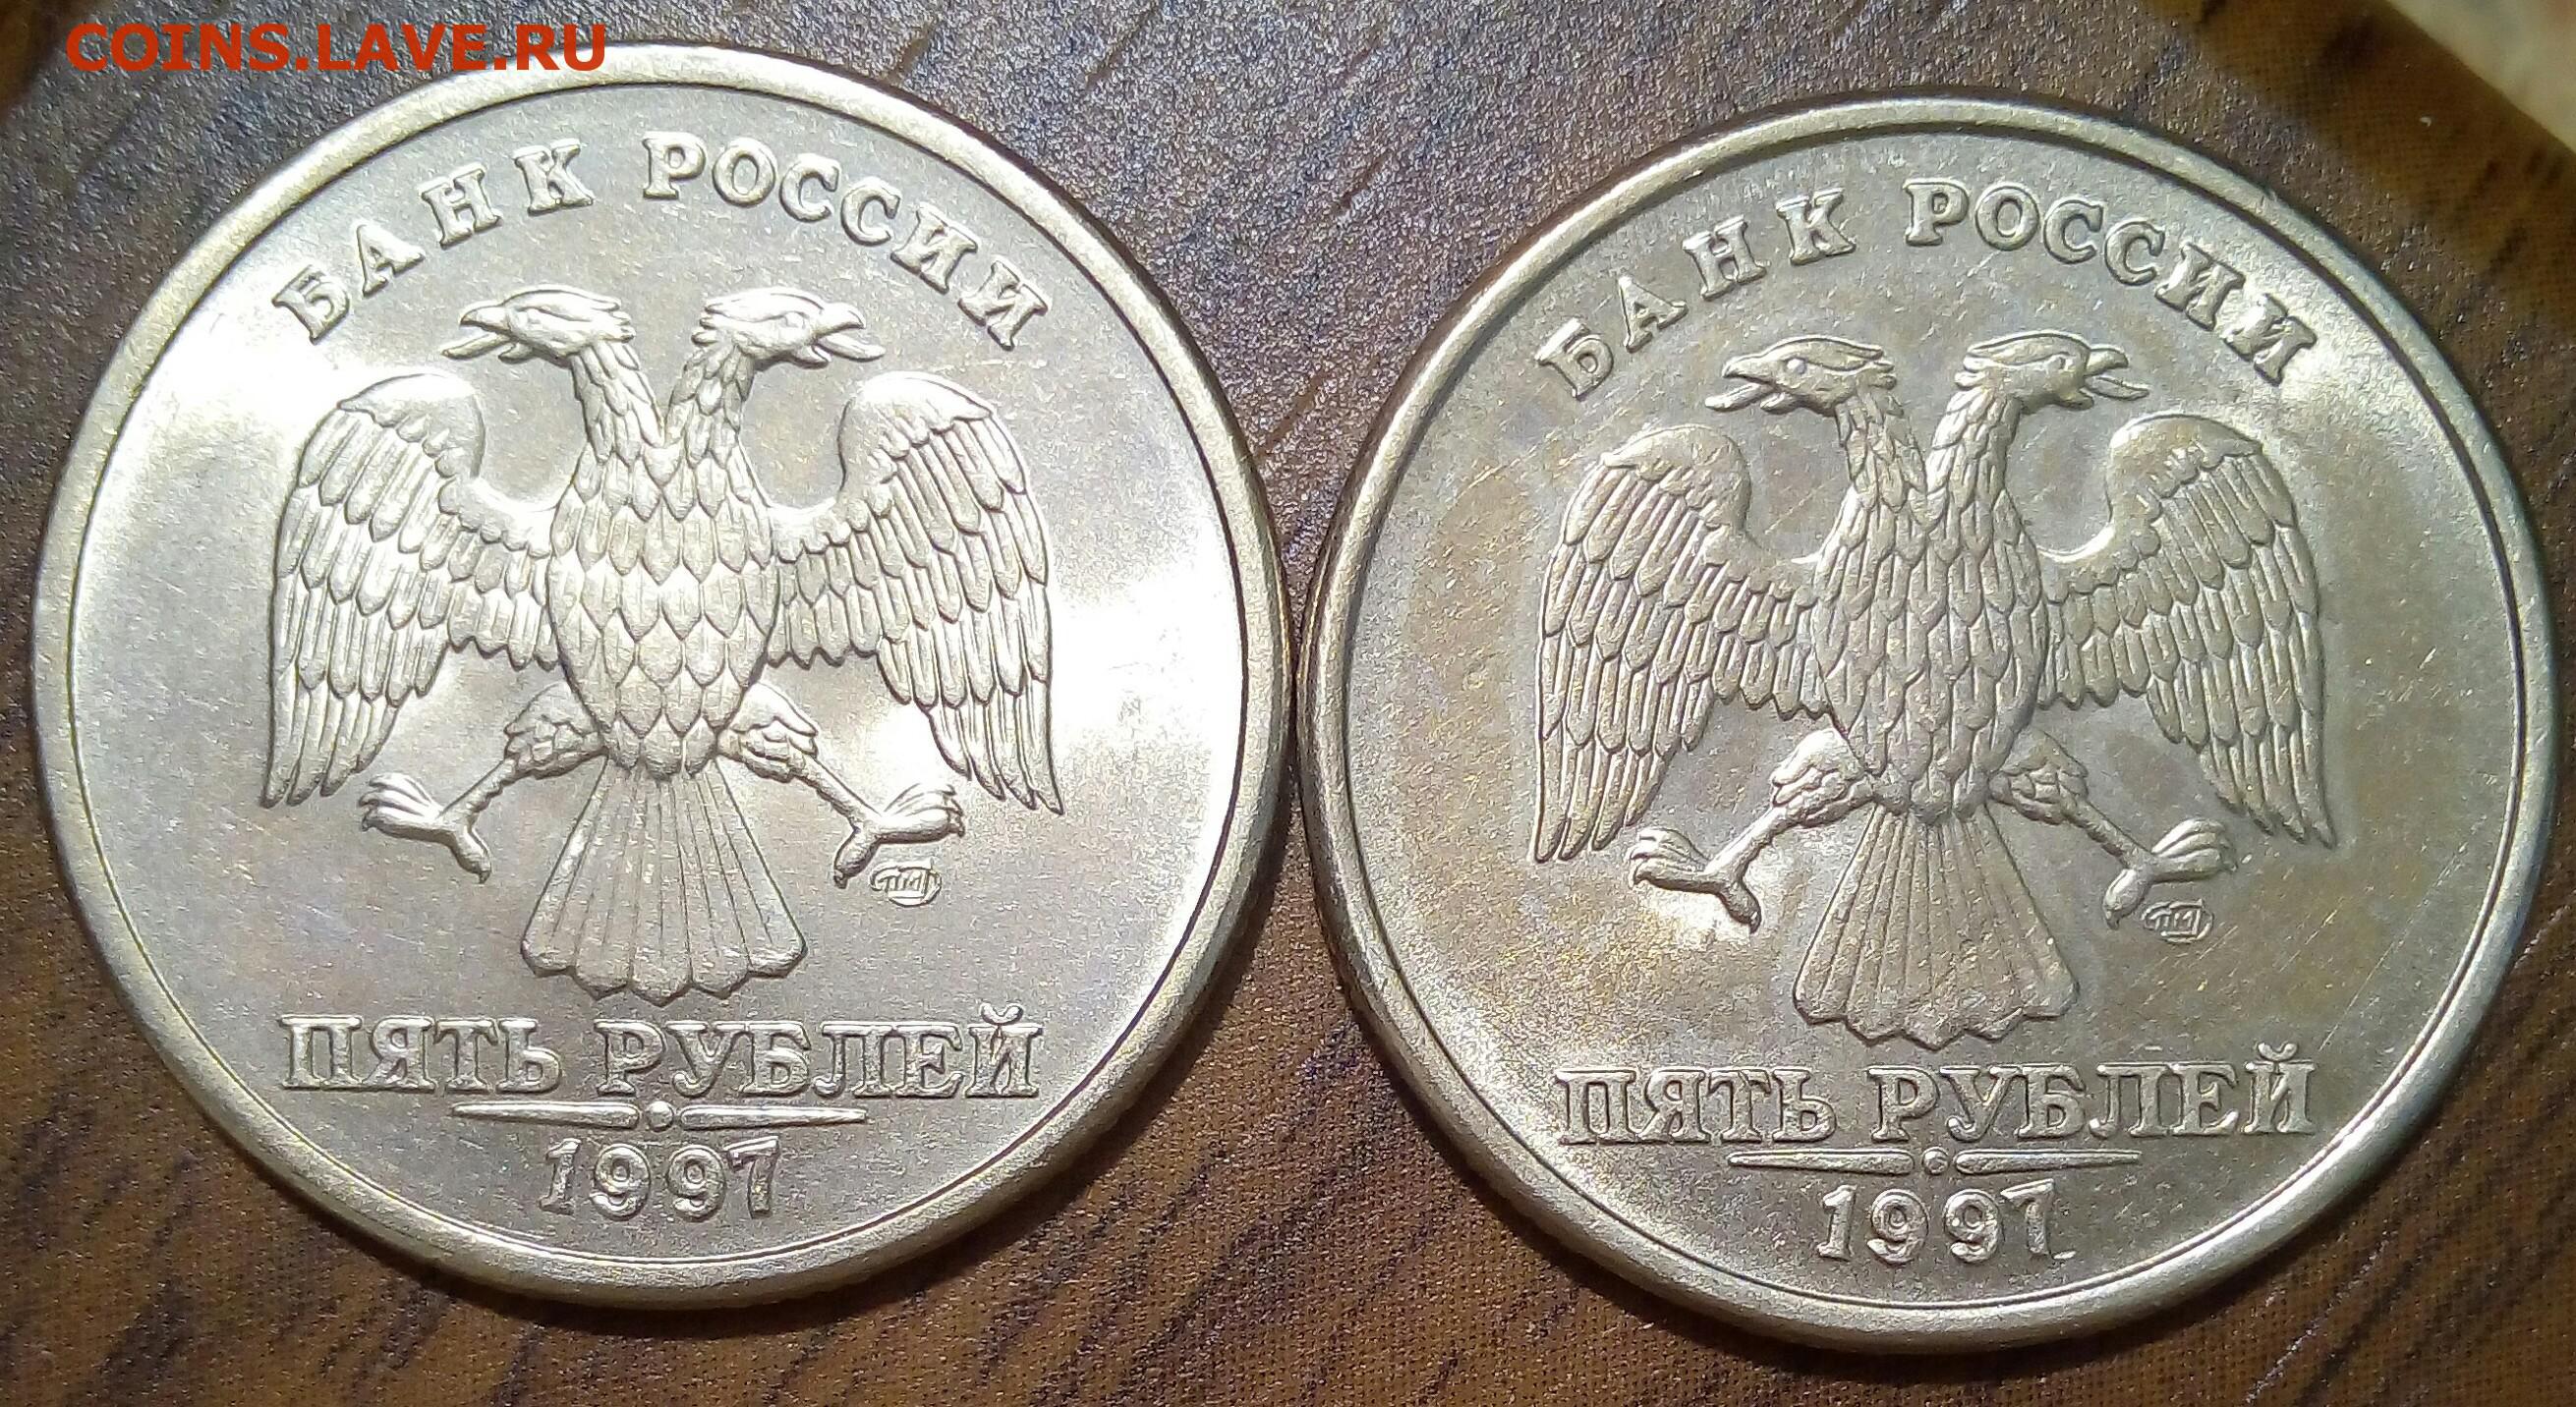 COINS.LAVE.RU
БАНК РОССИИ
ПЯТЬ РУБЛЕЙ
1997
БАНК РОССИИ
ПЯТЬ РУБЛЕЙ
1997